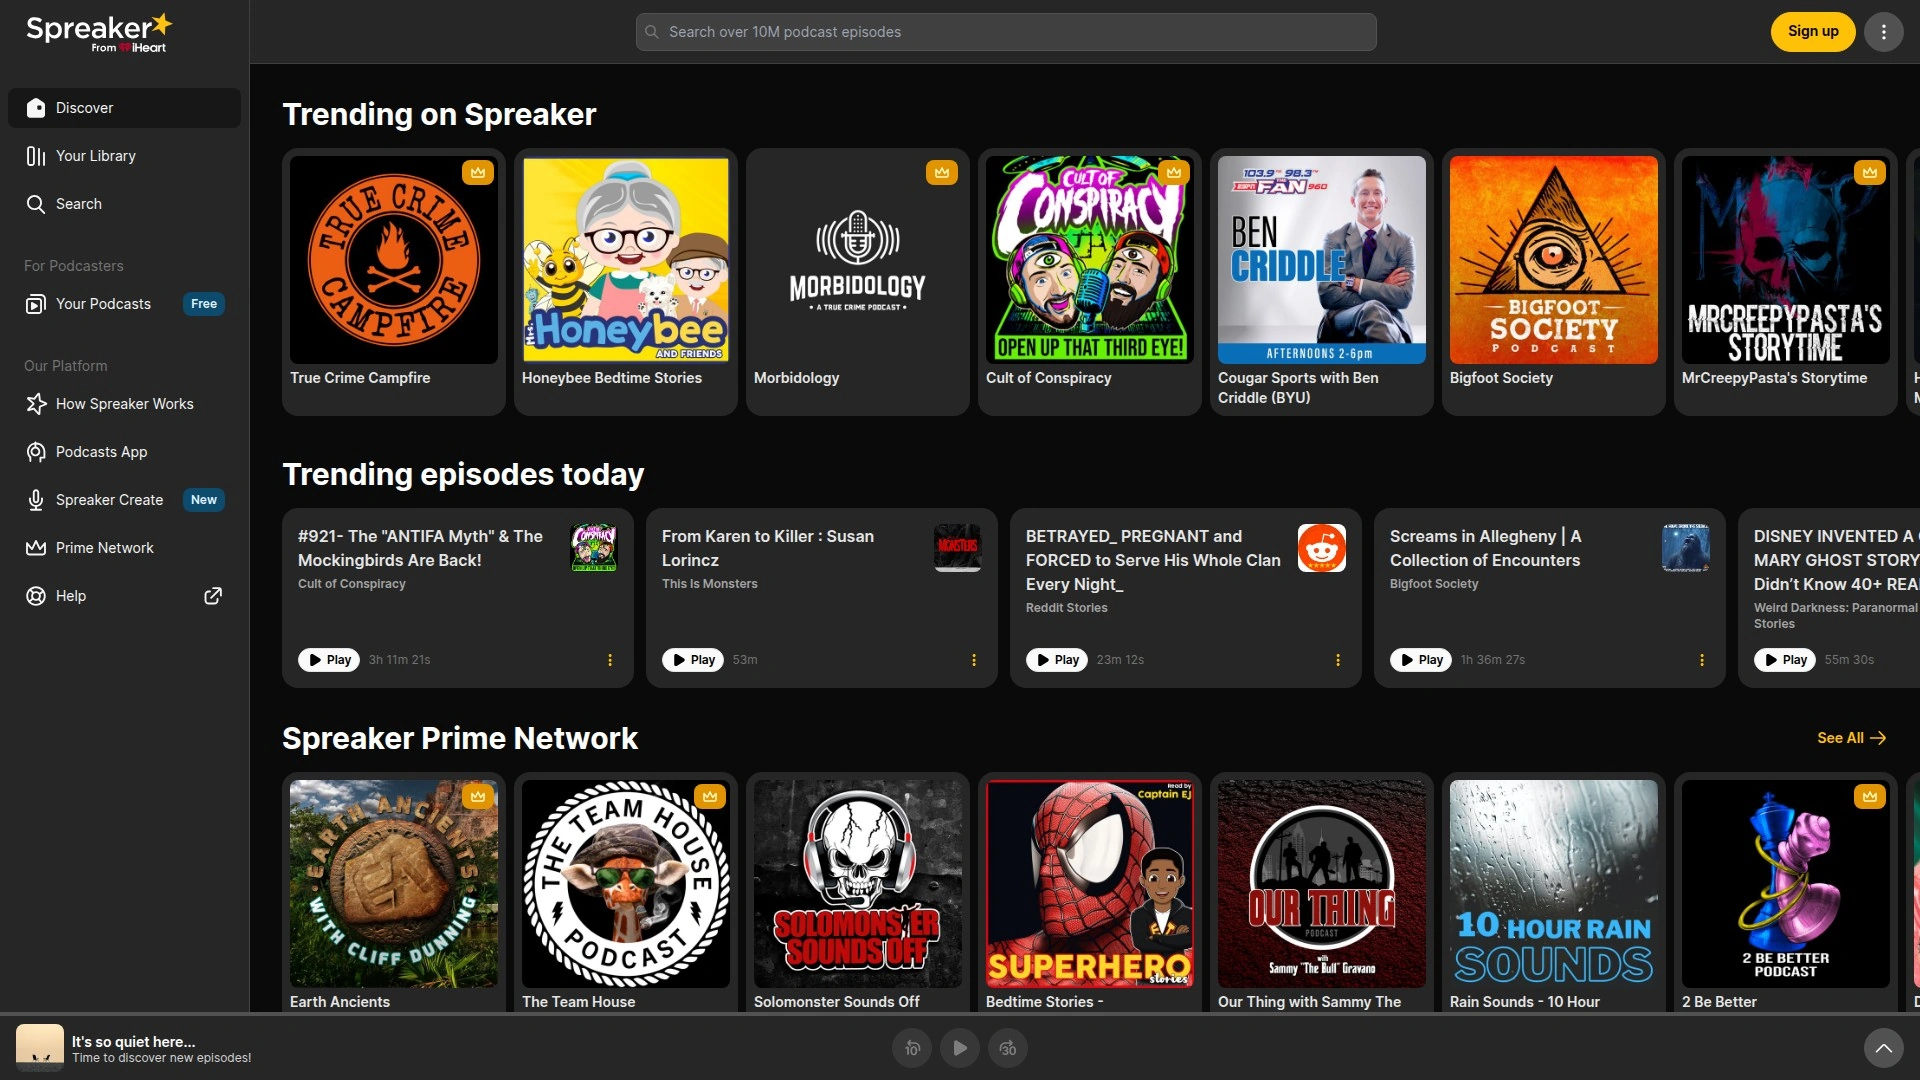 Spreaker
From iHeart
Search over 10M podcast episodes
Sign up
Discover
Your Library
Search
For Podcasters
Your Podcasts
Free
Our Platform
How Spreaker Works
Podcasts App
Spreaker Create
New
Prime Network
Help
Trending on Spreaker
TRUE CRIME
CAMPFIRE
True Crime Campfire
Hi-Hi
Honeybee
AND FRIENDS
Honeybee Bedtime Stories
MORBIDOLOGY
• A TRUE CRIME PODCAST •
Morbidology
CULT OF
CONSPIRACY
OPEN UP THAT THIRD EYE!
Cult of Conspiracy
103.9 FM 98.3 FM
ESPN THE FAN 960
BEN
CRIDDLE
AFTERNOONS 2-6pm
Cougar Sports with Ben
Criddle (BYU)
BIGFOOT
SOCIETY
PODCAST
Bigfoot Society
MRCREEPYPASTA'S
STORYTIME
MrCreepyPasta's Storytime
Trending episodes today
#921- The "ANTIFA Myth" & The
Mockingbirds Are Back!
Cult of Conspiracy
Play
3h 11m 21s
From Karen to Killer : Susan
Lorincz
This Is Monsters
MONSTERS
Play
53m
BETRAYED_ PREGNANT and
FORCED to Serve His Whole Clan
Every Night_
Reddit Stories
Play
23m 12s
Screams in Allegheny | A
Collection of Encounters
Bigfoot Society
Play
1h 36m 27s
DISNEY INVENTED A
MARY GHOST STORY
Didn’t Know 40+ REA
Weird Darkness: Paranormal
Stories
Play
55m 30s
Spreaker Prime Network
See All
EARTH ANCIENTS
WITH CLIFF DUNNING
Earth Ancients
THE TEAM HOUSE
PODCAST
The Team House
SOLOMONSTER
SOUNDS OFF
Solomonster Sounds Off
Read by
Captain EJ
SUPERHERO
stories
Bedtime Stories -
OUR THING
PODCAST
with
Sammy "The Bull" Gravano
Our Thing with Sammy The
10 HOUR RAIN
SOUNDS
Rain Sounds - 10 Hour
2 BE BETTER
PODCAST
2 Be Better
It's so quiet here...
Time to discover new episodes!
10
30